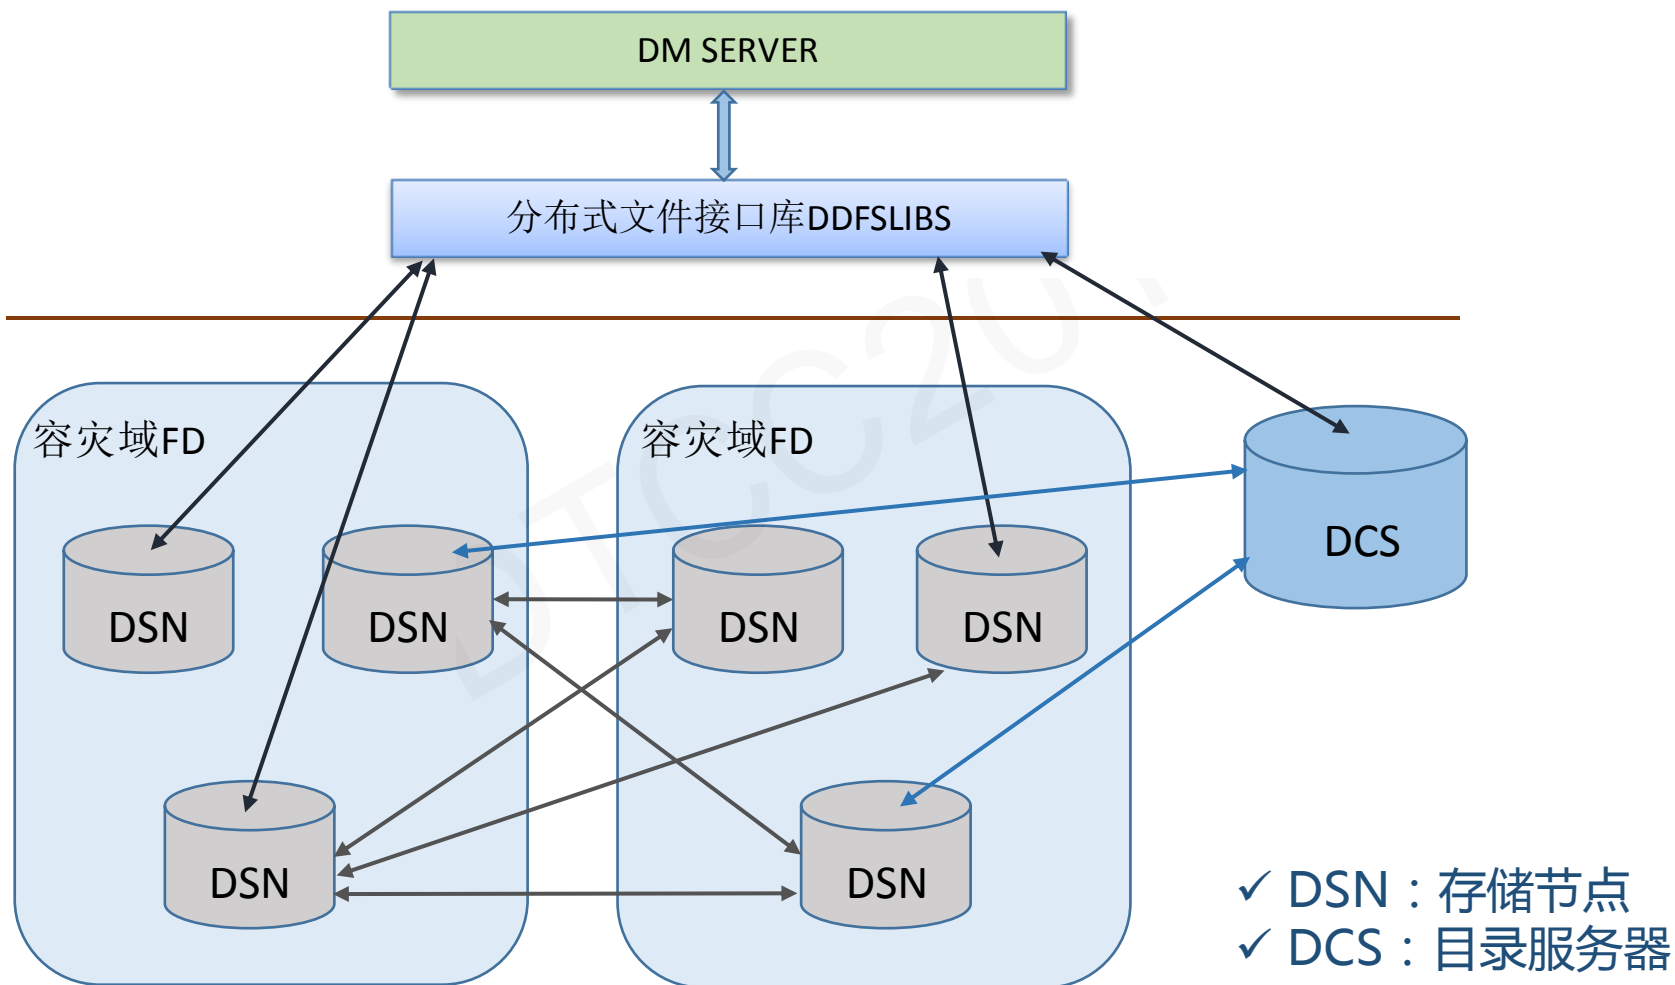 DM SERVER
分布式文件接口库DDFSLIBS
容灾域FD
容灾域FD
DSN
DSN
DSN
DSN
DCS
DSN
DSN
✓ DSN：存储节点
✓ DCS：目录服务器
DTCC20